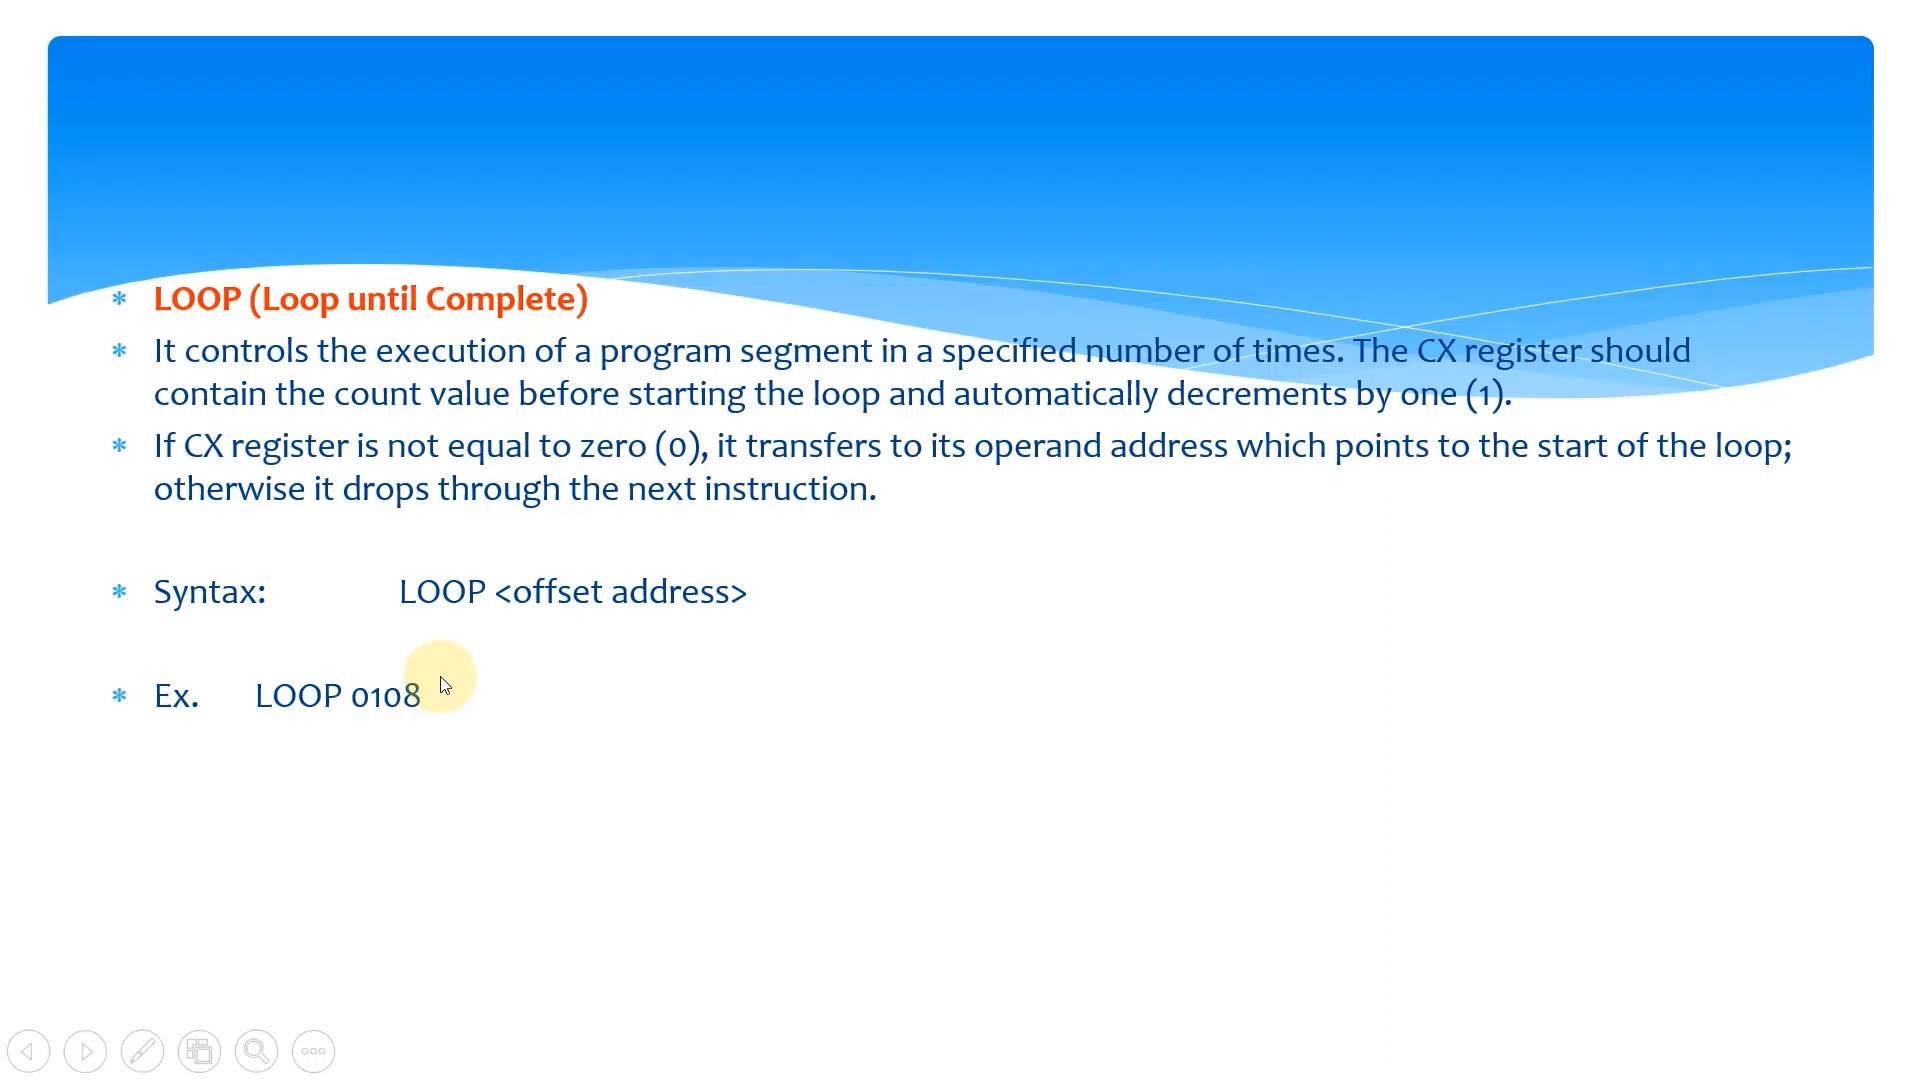 * LOOP (Loop until Complete)
* It controls the execution of a program segment in a specified number of times. The CX register should
contain the count value before starting the loop and automatically decrements by one (1).
* If CX register is not equal to zero (0), it transfers to its operand address which points to the start of the loop;
otherwise it drops through the next instruction.
* Syntax: LOOP <offset address>
* Ex. LOOP 0108